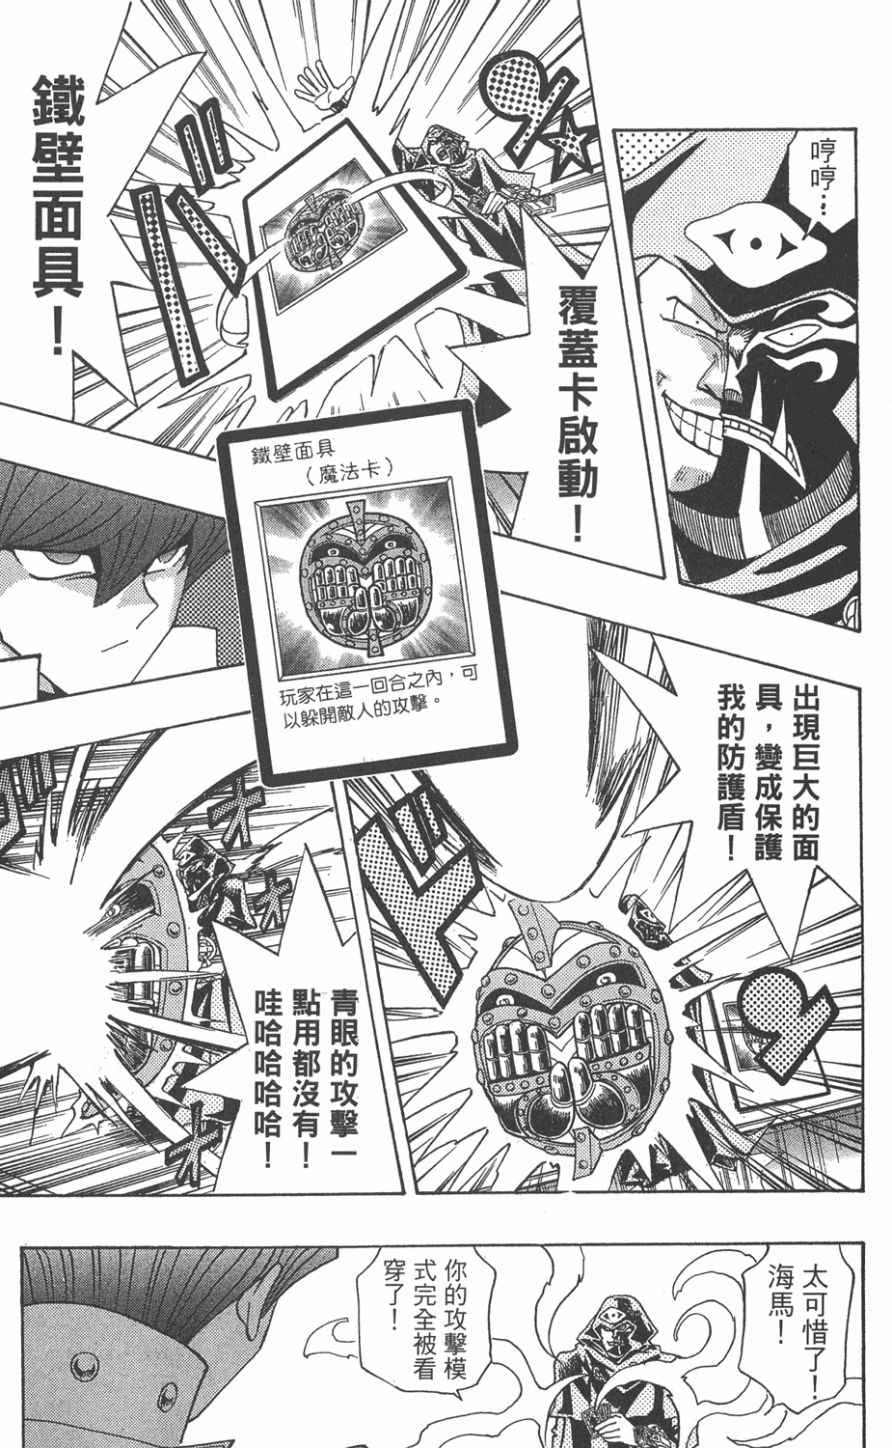 哼哼…
覆蓋卡啟動！
鐵壁面具！
鐵壁面具
（魔法卡）
玩家在這一回合之內，可
以躲開敵人的攻擊。
出現巨大的面
具，變成保護
我的防護盾！
青眼的攻擊一
點用都沒有！
哇哈哈哈哈！
太可惜了！
海馬！
你的攻擊模
式完全被看
穿了！